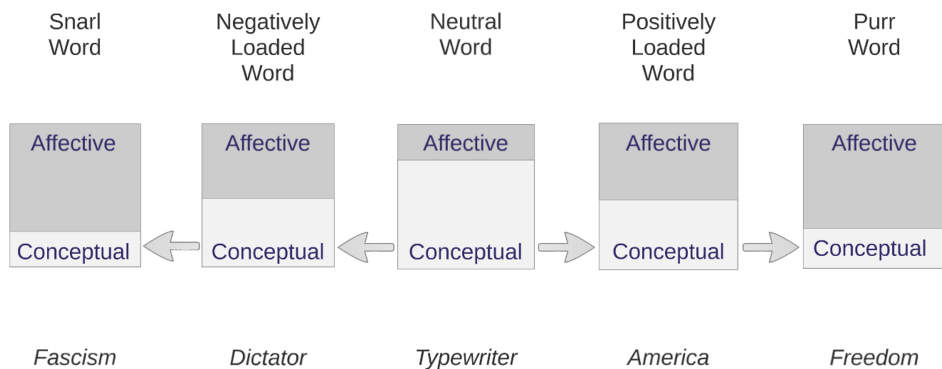 Snarl
Word
Negatively
Loaded
Word
Neutral
Word
Positively
Loaded
Word
Purr
Word
Affective
Affective
Affective
Affective
Affective
Conceptual
Conceptual
Conceptual
Conceptual
Conceptual
Fascism
Dictator
Typewriter
America
Freedom